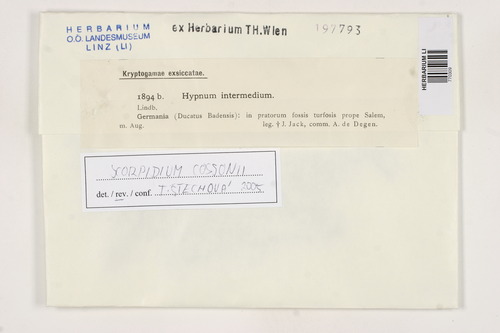 HERBARIUM
O.Ö. LANDESMUSEUM
LINZ (LI)
ex Herbarium TH.Wien
197793
HERBARIUM LI
Kryptogamae exsiccatae.
1894 b. Hypnum intermedium.
Lindb.
Germania (Ducatus Badensis): in pratorum fossis turfosis prope Salem,
m. Aug. leg. † J. Jack, comm. A. de Degen.
SCORPIDIUM COSSONII
det. / rev. / conf. T. ŠTECHOVÁ 2005